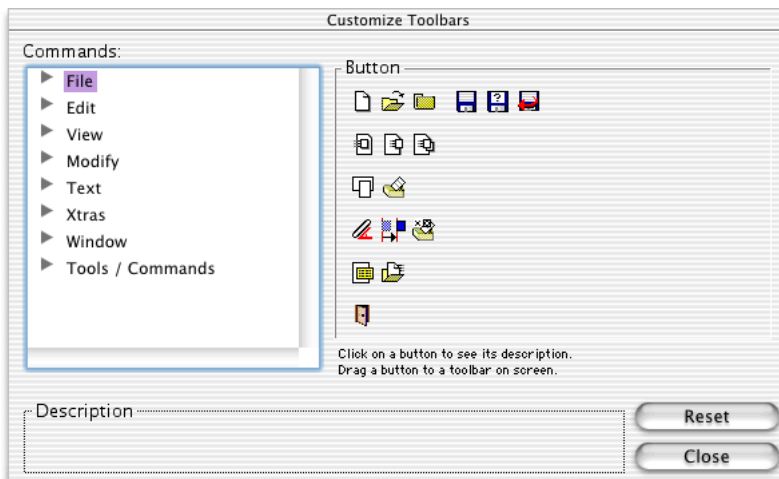 Customize Toolbars
Commands:
File
Edit
View
Modify
Text
Xtras
Window
Tools / Commands
Button
Click on a button to see its description.
Drag a button to a toolbar on screen.
Description
Reset
Close